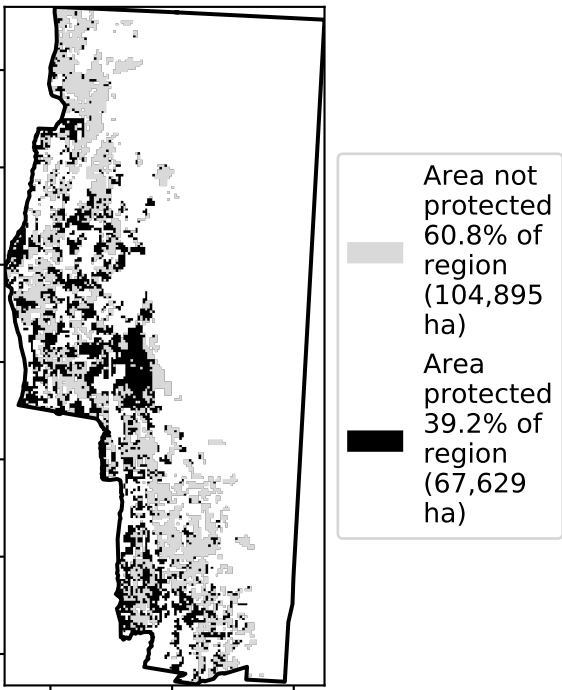 Area not
protected
60.8% of
region
(104,895
ha)
Area
protected
39.2% of
region
(67,629
ha)